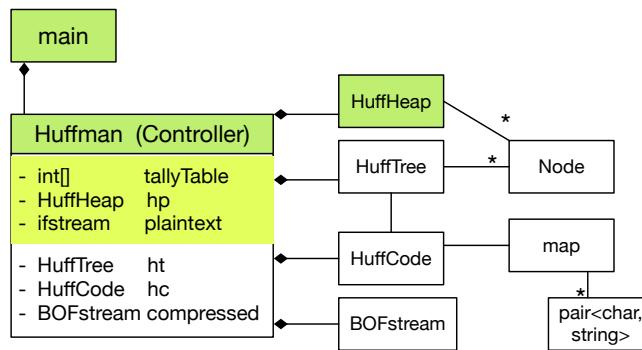 main
Huffman (Controller)
- int[] tallyTable
- HuffHeap hp
- ifstream plaintext
- HuffTree ht
- HuffCode hc
- BOFstream compressed
HuffHeap
*
HuffTree
*
Node
HuffCode
map
*
BOFstream
pair<char,
string>